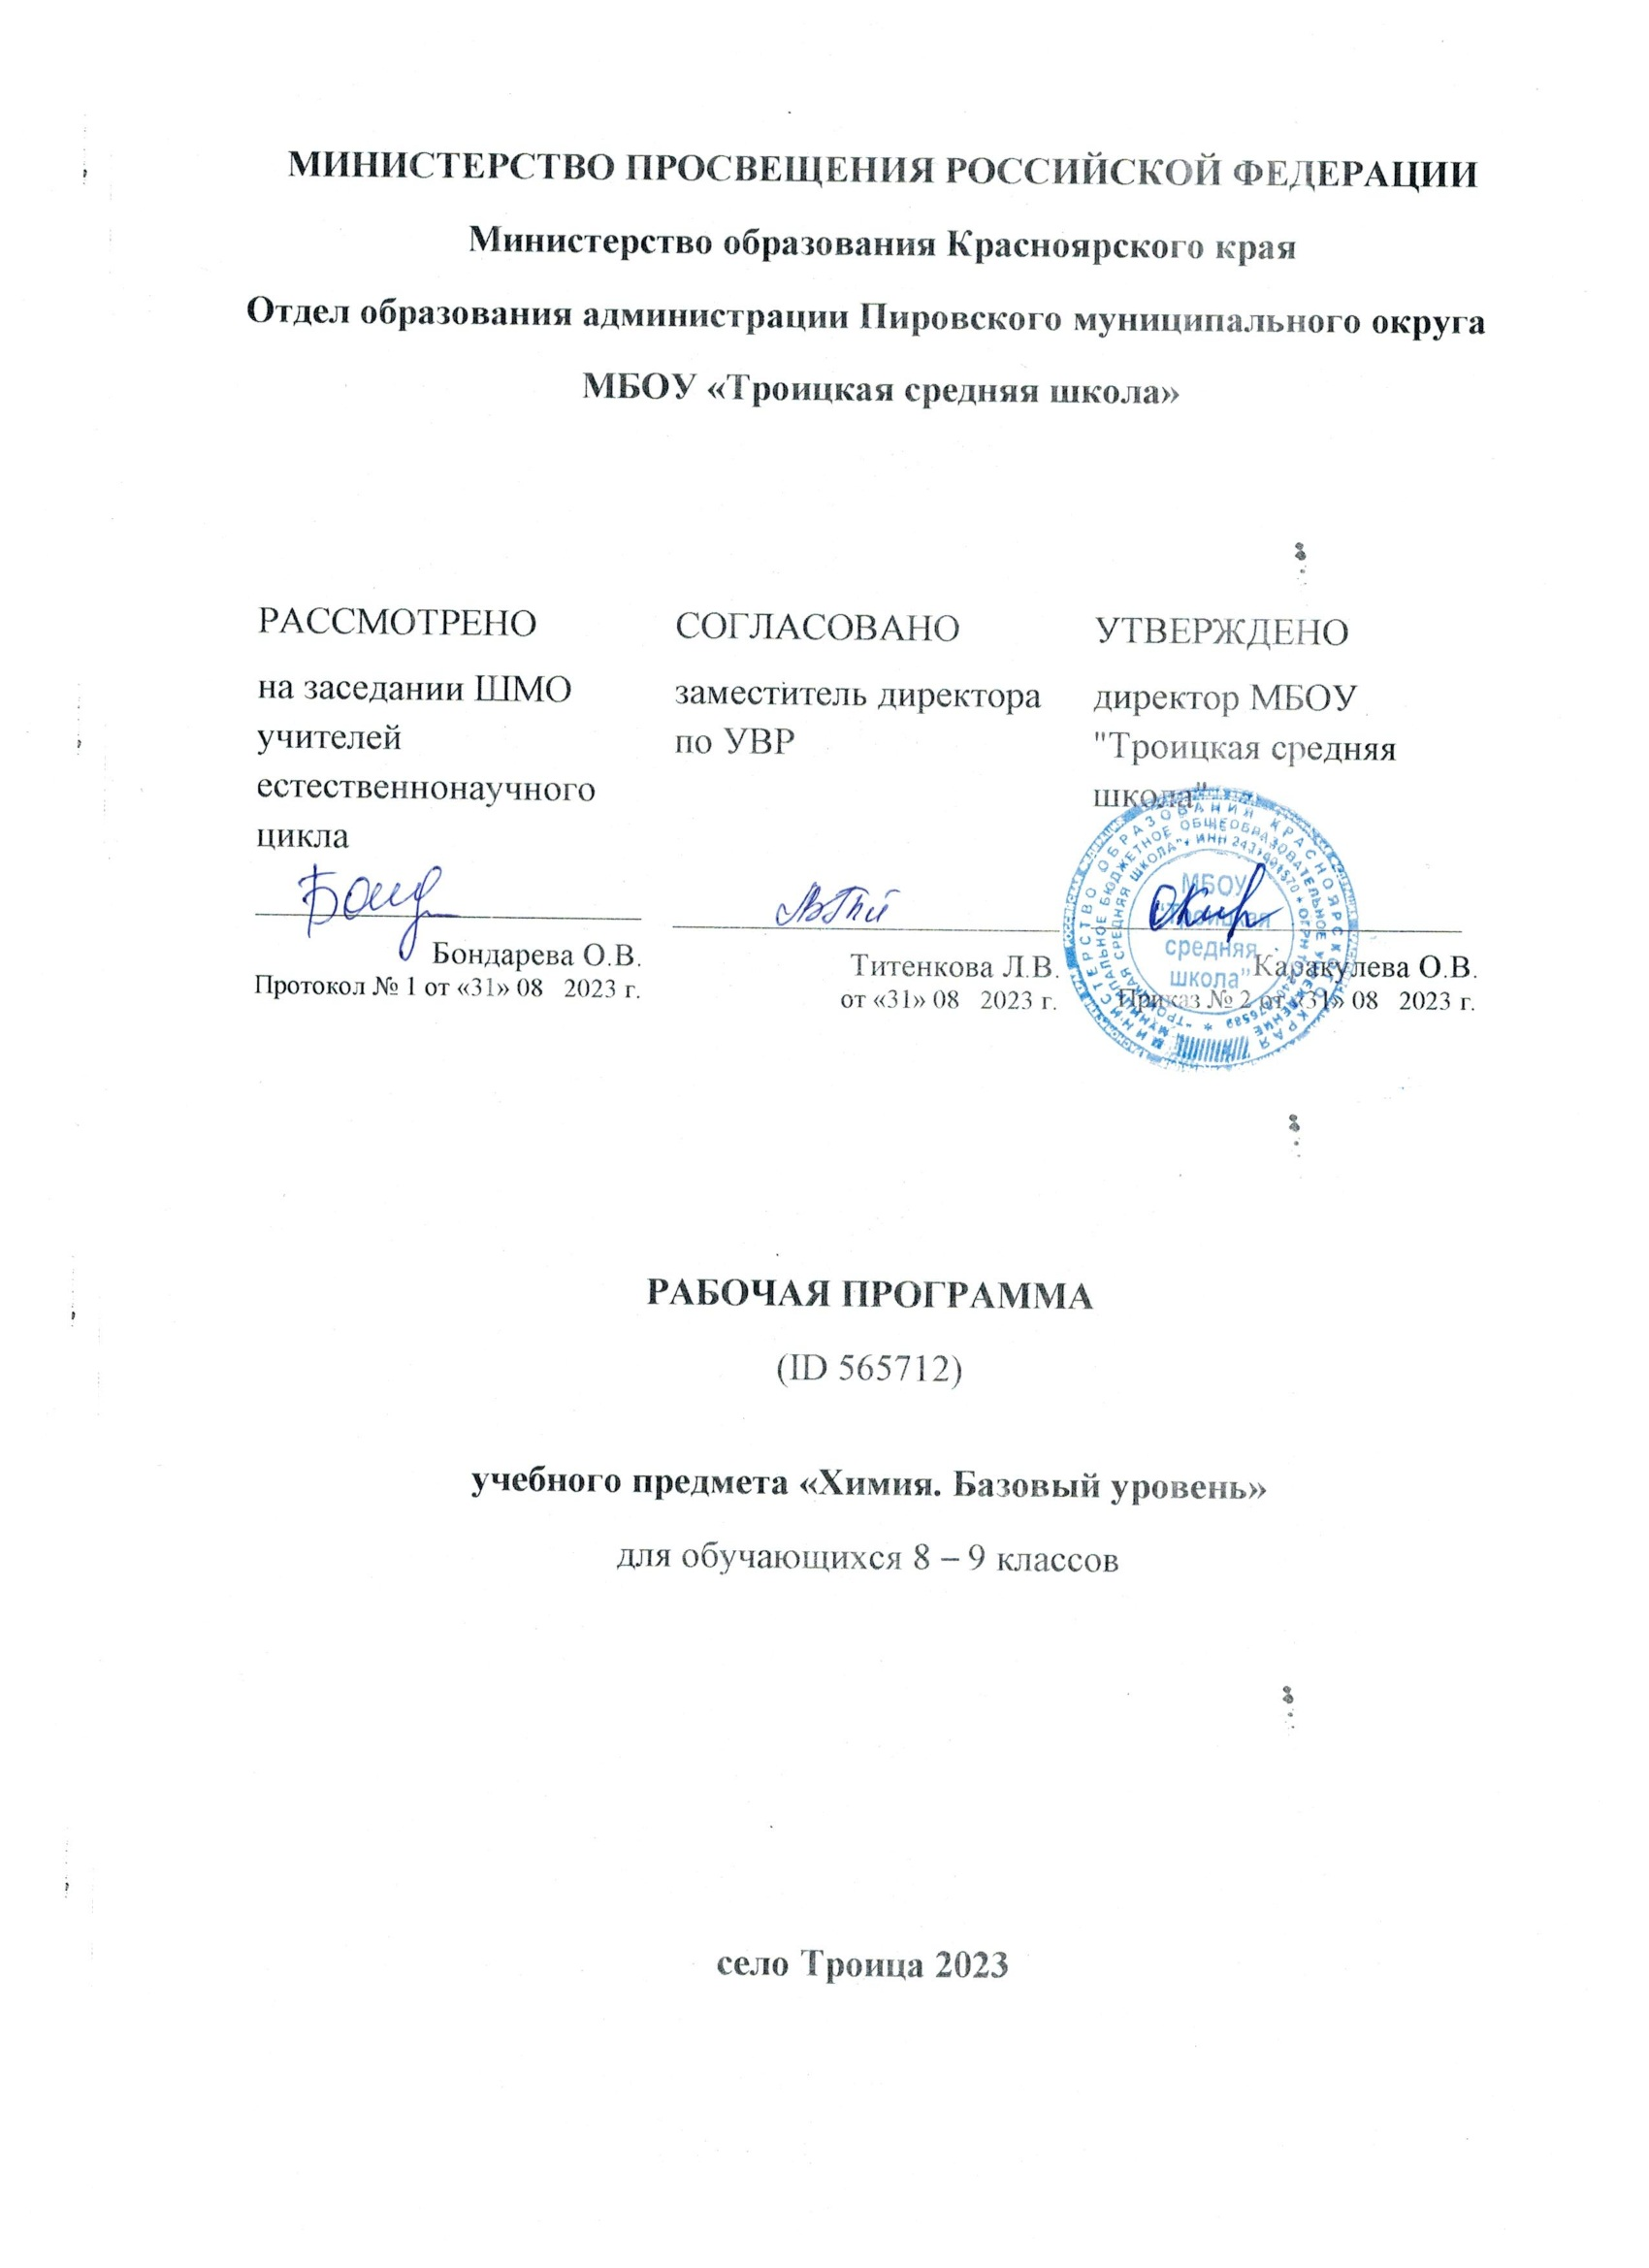 МИНИСТЕРСТВО ПРОСВЕЩЕНИЯ РОССИЙСКОЙ ФЕДЕРАЦИИ
Министерство образования Красноярского края
Отдел образования администрации Пировского муниципального округа
МБОУ «Троицкая средняя школа»
РАССМОТРЕНО
на заседании ШМО
учителей
естественнонаучного
цикла
Бондарева О.В.
Протокол № 1 от «31» 08 2023 г.
СОГЛАСОВАНО
заместитель директора
по УВР
Титенкова Л.В.
от «31» 08 2023 г.
УТВЕРЖДЕНО
директор МБОУ
"Троицкая средняя
школа"
Каракулева О.В.
Приказ № 2 от «31» 08 2023 г.
МБОУ
"Троицкая
средняя
школа"
РАБОЧАЯ ПРОГРАММА
(ID 565712)
учебного предмета «Химия. Базовый уровень»
для обучающихся 8 – 9 классов
село Троица 2023